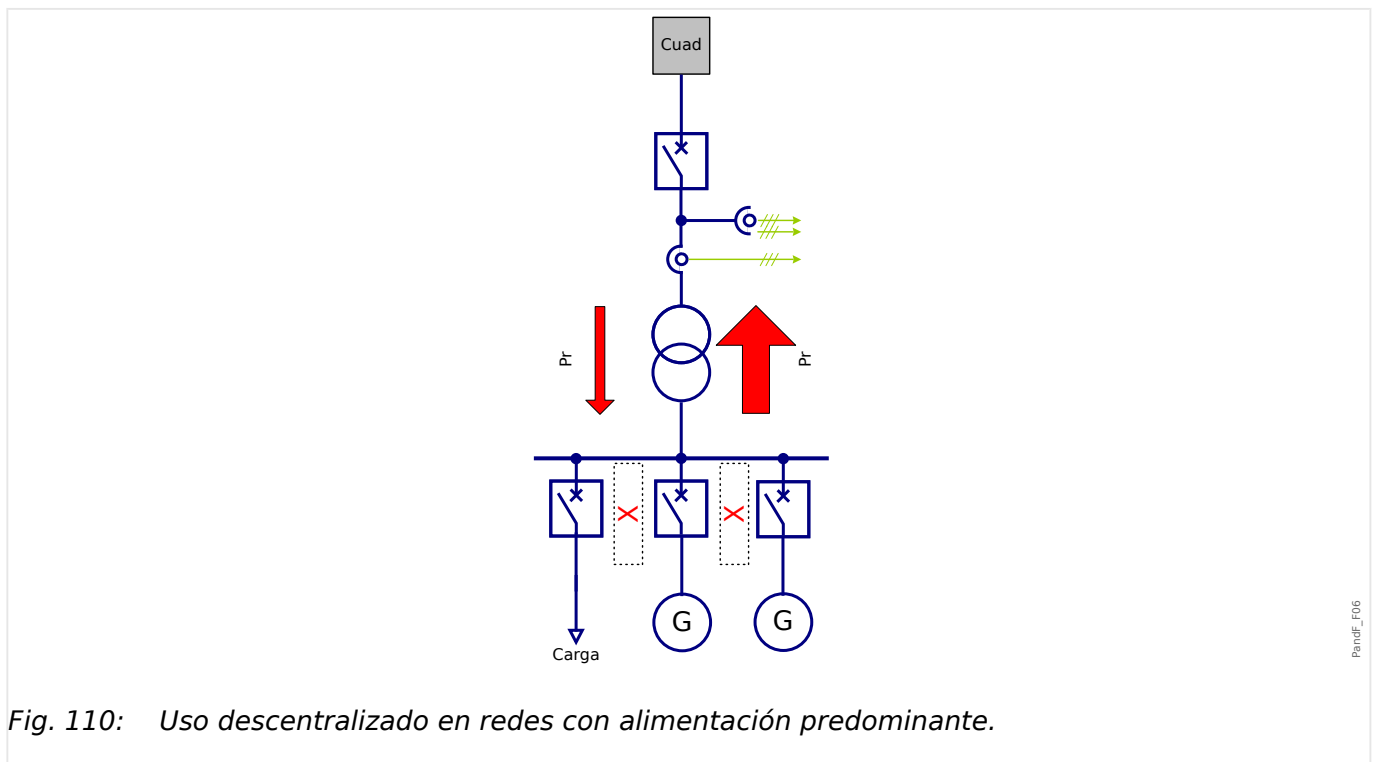 Cuad
Pr
Pr
X
X
G
G
Carga
PandF_F06
Fig. 110: Uso descentralizado en redes con alimentación predominante.